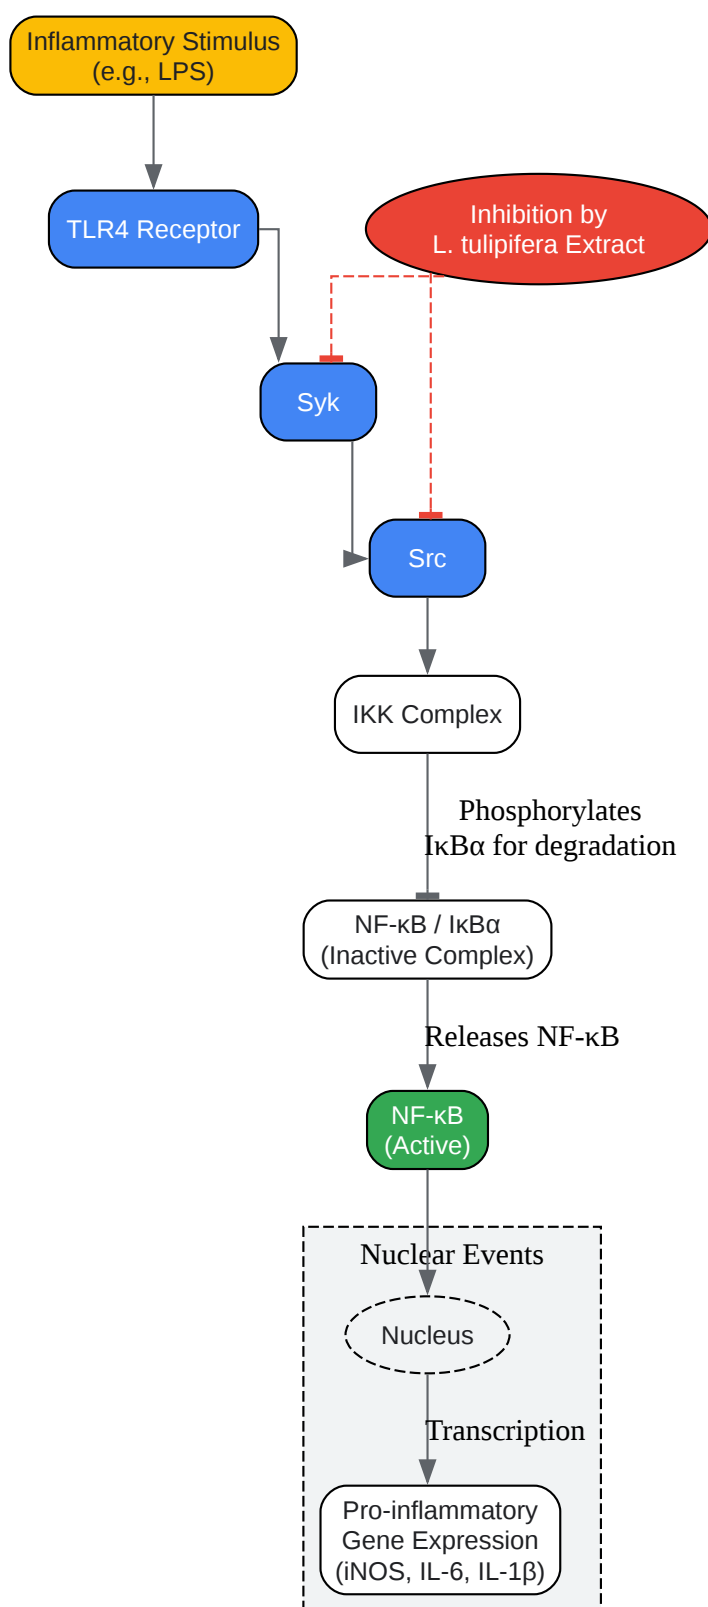 Inflammatory Stimulus
(e.g., LPS)
TLR4 Receptor
Inhibition by
L. tulipifera Extract
Syk
Src
IKK Complex
Phosphorylates
IκBα for degradation
NF-κB / IκBα
(Inactive Complex)
Releases NF-κB
NF-κB
(Active)
Nuclear Events
Nucleus
Transcription
Pro-inflammatory
Gene Expression
(iNOS, IL-6, IL-1β)